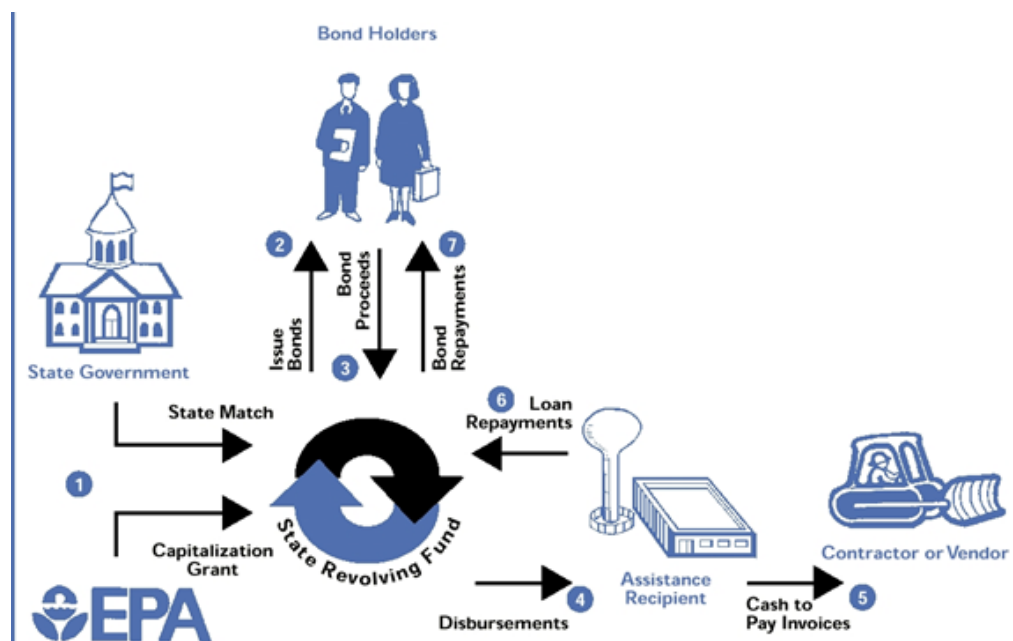 Bond Holders
2
7
Issue
Bonds
Bond
Proceeds
Bond
Repayments
3
State Government
State Match
6
Loan
Repayments
1
Capitalization
Grant
State Revolving Fund
EPA
Disbursements
4
Assistance
Recipient
Contractor or Vendor
Cash to
Pay Invoices
5